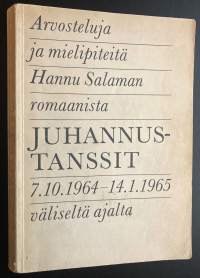 Arvosteluja
ja mielipiteitä
Hannu Salaman
romaanista
JUHANNUS-
TANSSIT
7.10.1964–14.1.1965
väliseltä ajalta